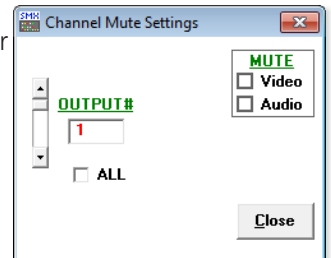 SMX Channel Mute Settings
r
MUTE
Video
Audio
OUTPUT#
1
ALL
Close